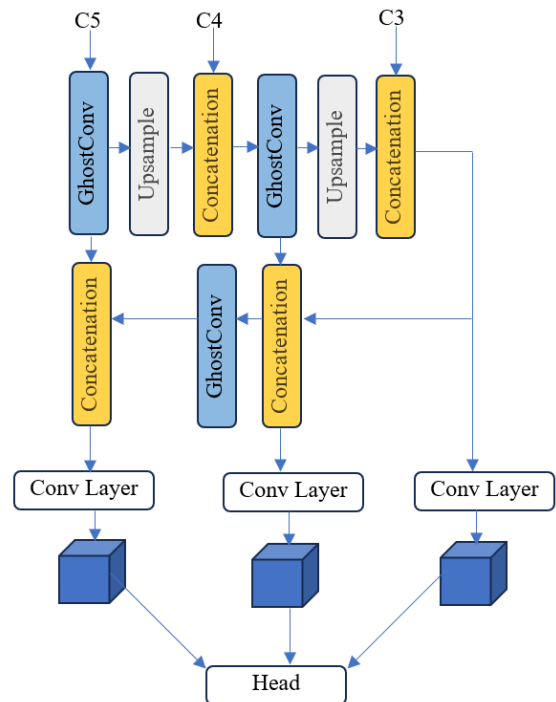 C5
C4
C3
GhostConv
Upsample
Concatenation
GhostConv
Upsample
Concatenation
Concatenation
GhostConv
Concatenation
Conv Layer
Conv Layer
Conv Layer
Head